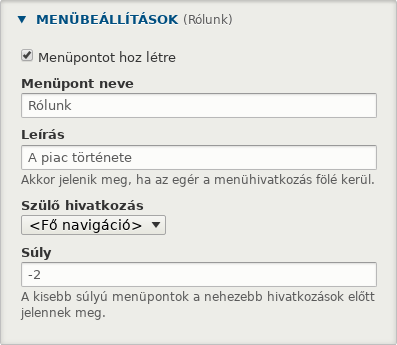 MENÜBEÁLLÍTÁSOK (Rólunk)
Menüpontot hoz létre
Menüpont neve
Rólunk
Leírás
A piac története
Akkor jelenik meg, ha az egér a menühivatkozás fölé kerül.
Szülő hivatkozás
<Fő navigáció>
Súly
-2
A kisebb súlyú menüpontok a nehezebb hivatkozások előtt
jelennek meg.